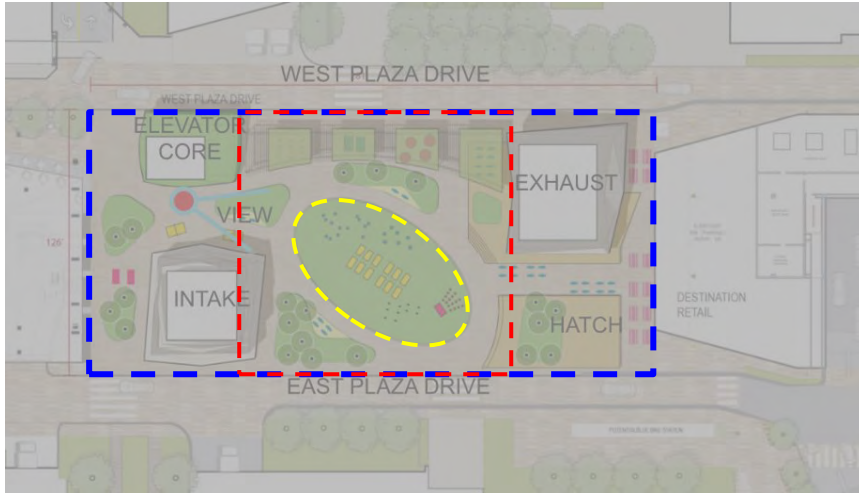 WEST PLAZA DRIVE
WEST PLAZA DRIVE
ELEVATOR
CORE
EXHAUST
VIEW
126'
INTAKE
DESTINATION
RETAIL
HATCH
EAST PLAZA DRIVE